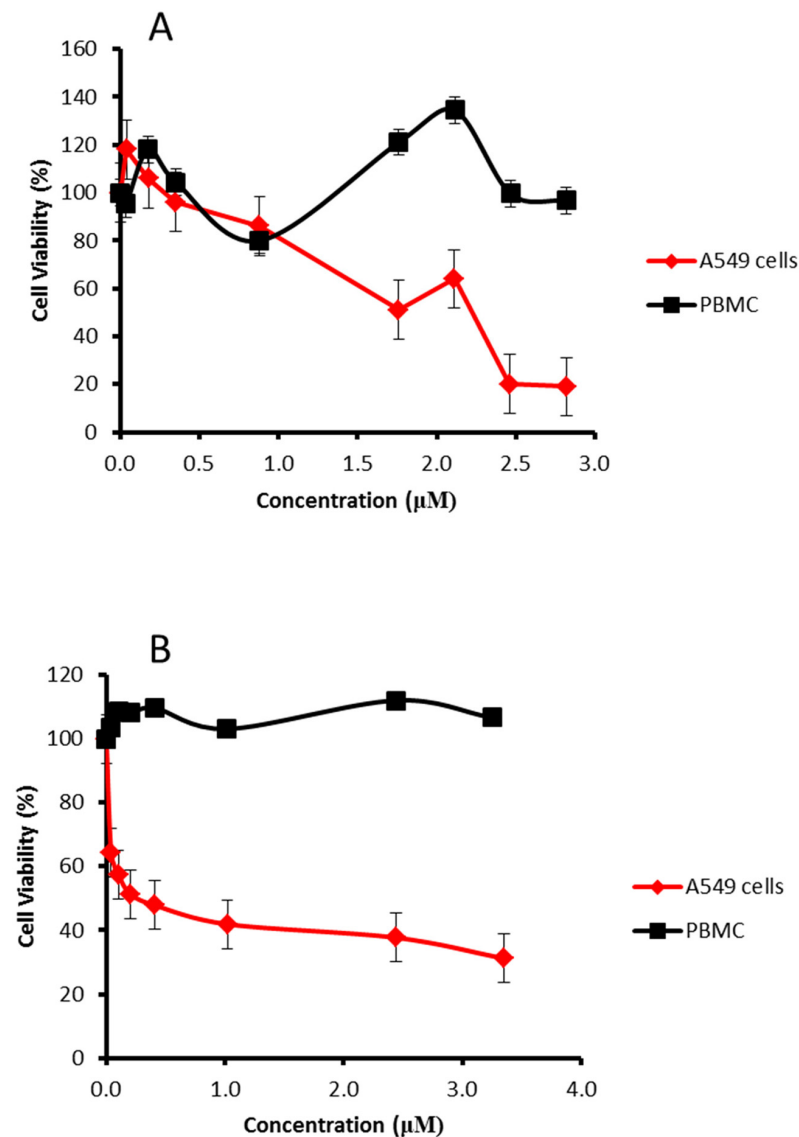 A
160
140
120
100
80
60
40
20
0
Cell Viability (%)
0.0 0.5 1.0 1.5 2.0 2.5 3.0
Concentration (µM)
A549 cells
PBMC
B
120
100
80
60
40
20
0
Cell Viability (%)
0.0 1.0 2.0 3.0 4.0
Concentration (µM)
A549 cells
PBMC